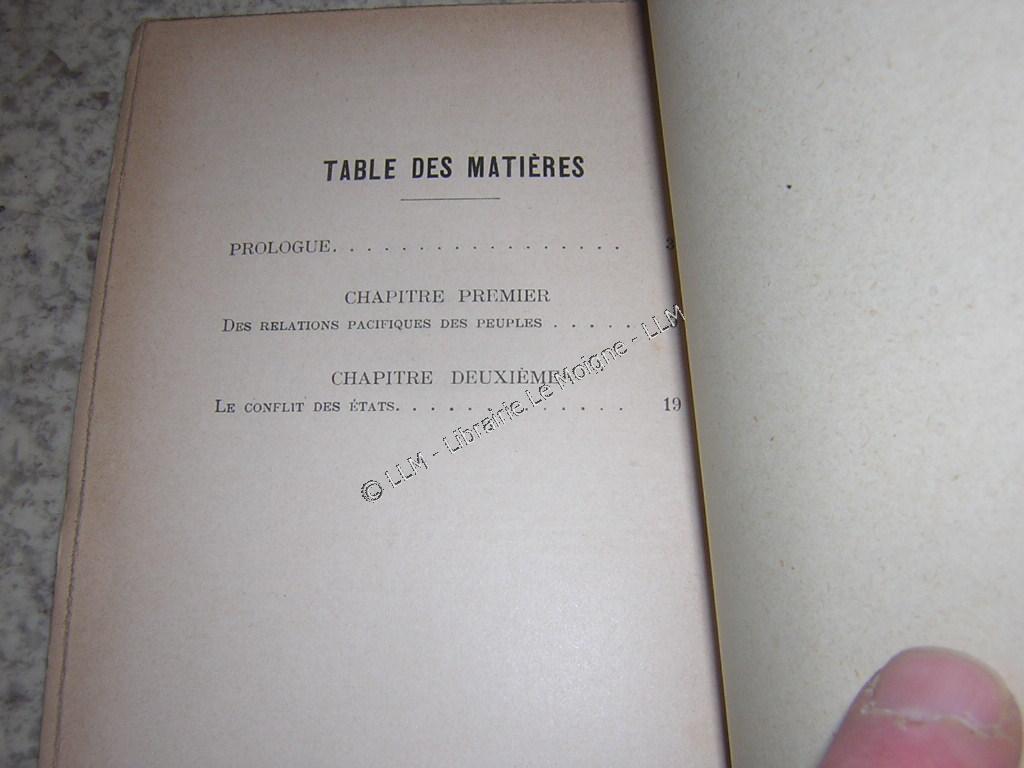 TABLE DES MATIÈRES
PROLOGUE. . . . . . . . . . . . . . . . . . . 3
CHAPITRE PREMIER
DES RELATIONS PACIFIQUES DES PEUPLES . . . . . .
CHAPITRE DEUXIÈME
LE CONFLIT DES ÉTATS. . . . . . . . . . . . . . 19
© LLM - Librairie Le Moigne - LLM